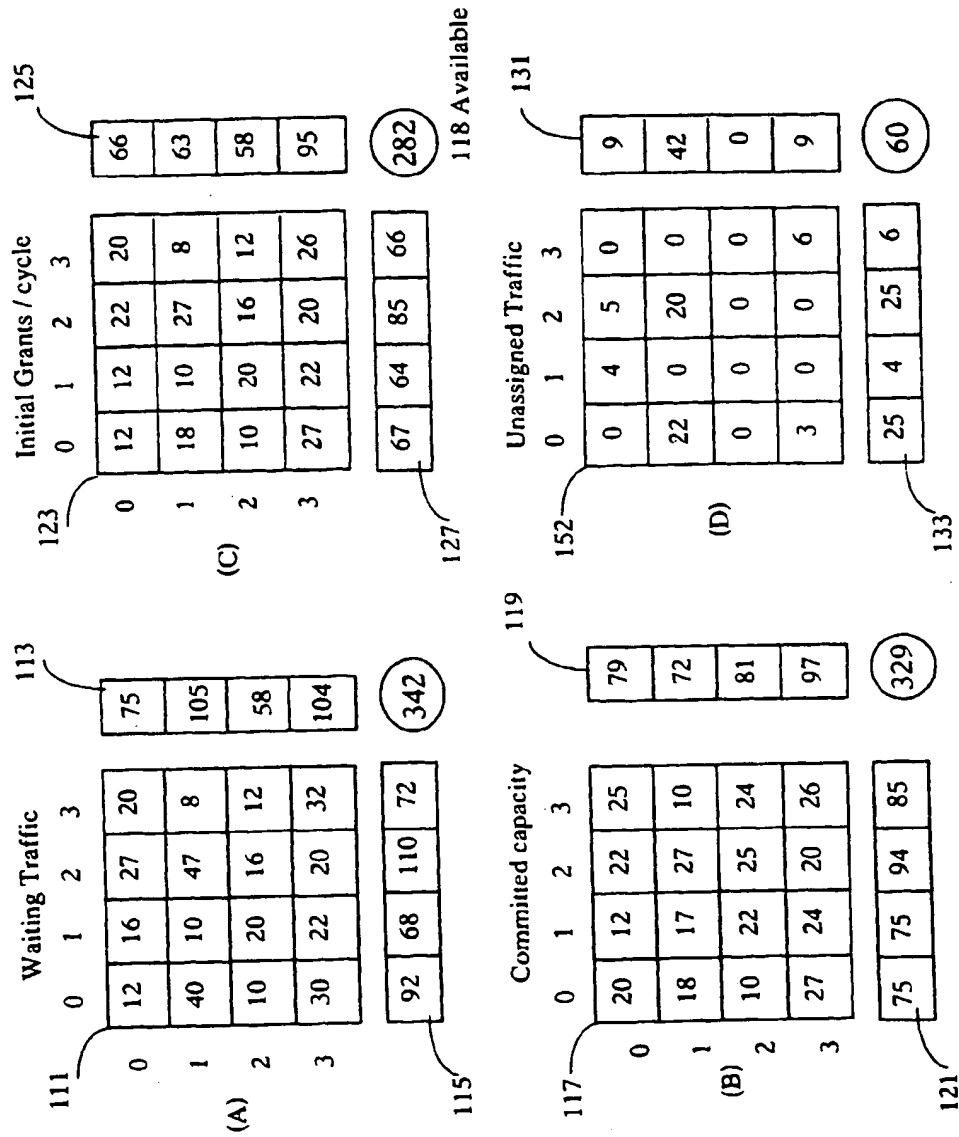 Waiting Traffic
111
113
0 1 2 3
0 12 16 27 20 75
1 40 10 47 8 105
2 10 20 16 12 58
3 30 22 20 32 104
(A)
92 68 110 72 342
115
Initial Grants / cycle
123
125
0 1 2 3
0 12 12 22 20 66
1 18 10 27 8 63
2 10 20 16 12 58
3 27 22 20 26 95
(C)
67 64 85 66 282
127
118 Available
Committed capacity
117
119
0 1 2 3
0 20 12 22 25 79
1 18 17 27 10 72
2 10 22 25 24 81
3 27 24 20 26 97
(B)
75 75 94 85 329
121
Unassigned Traffic
152
131
0 1 2 3
0 4 5 0 9
22 0 20 0 42
0 0 0 0 0
3 0 0 6 9
(D)
25 4 25 6 60
133